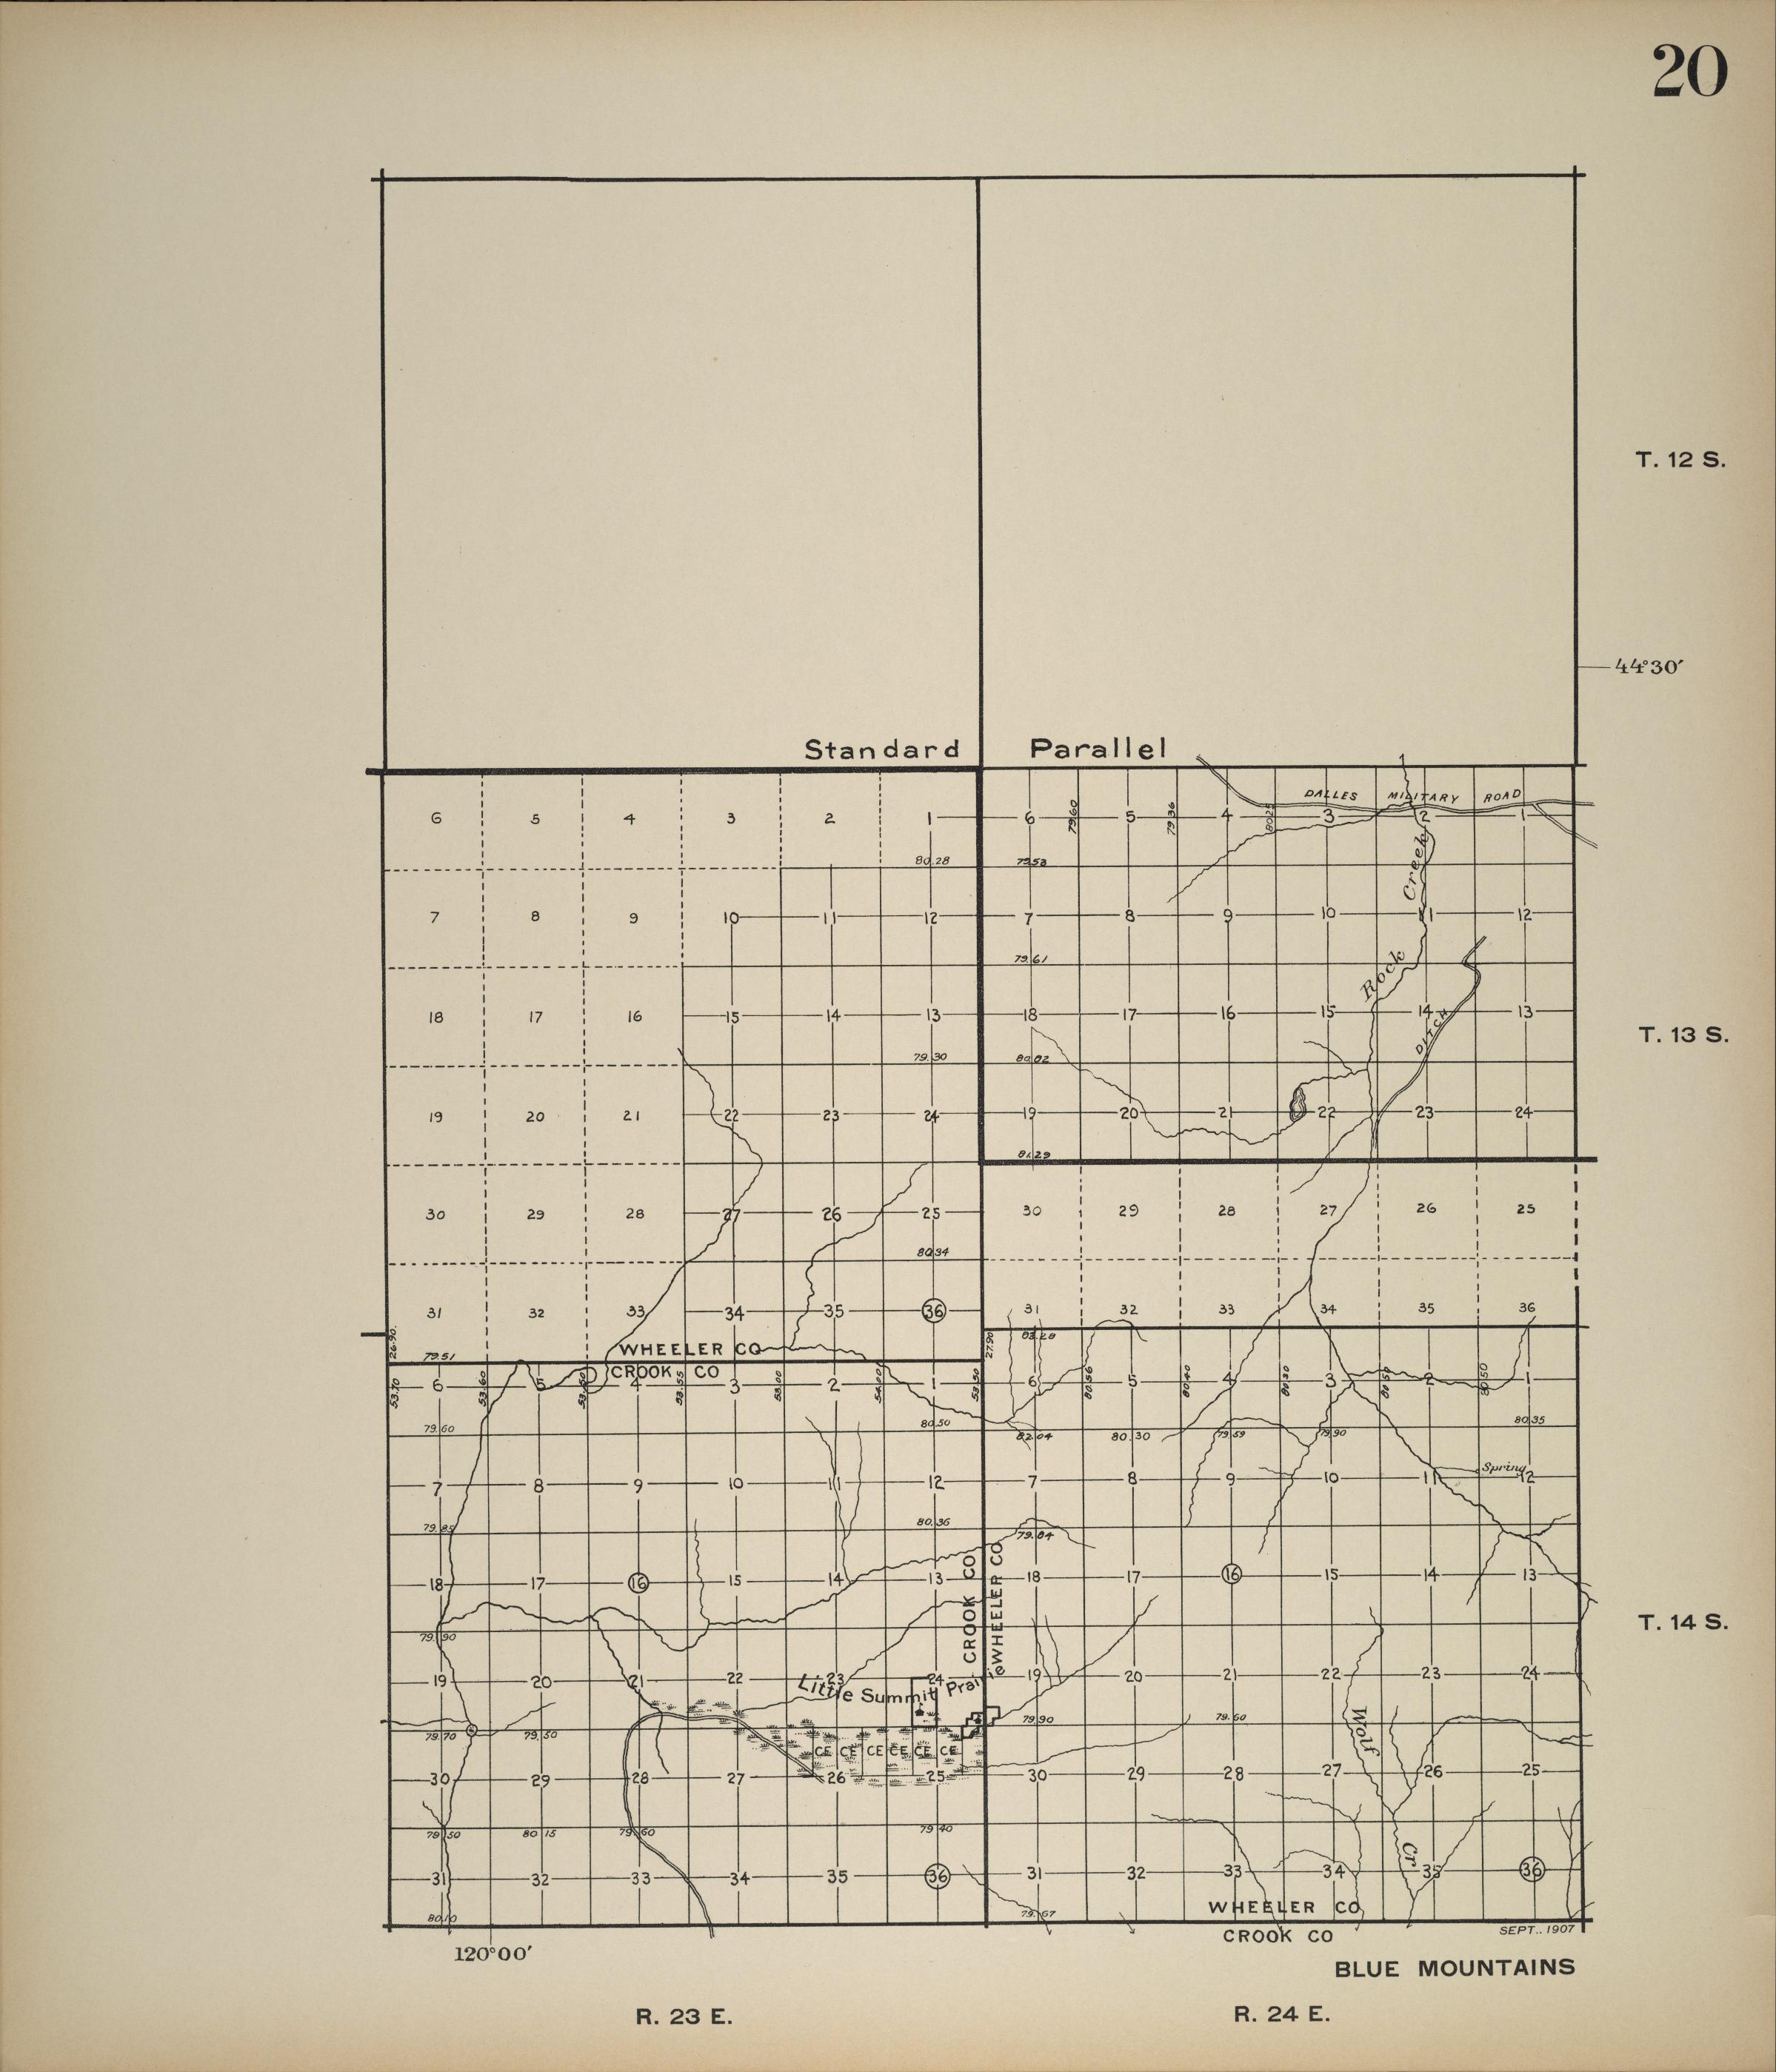 20
T. 12 S.
44°30′
Standard Parallel
DALLES MILITARY ROAD
6 5 4 3 2 1 6 5 4 3 2 1
79.60 79.36 80.25
80.28 79.58
Creek
7 8 9 10 11 12 7 8 9 10 11 12
79.61
Rock
18 17 16 15 14 13 18 17 16 15 14 13
DITCH
T. 13 S.
79.30 80.02
19 20 21 22 23 24 19 20 21 22 23 24
81.29
30 29 28 27 26 25 30 29 28 27 26 25
80.34
31 32 33 34 35 36 31 32 33 34 35 36
26.90 27.90
83.28
WHEELER CO
79.51
CROOK CO
6 5 4 3 2 1 6 5 4 3 2 1
53.70 53.60 53.50 53.55 53.00 54.00 53.50 80.56 80.40 80.30 80.50 80.50
79.60 80.50 82.04 80.30 79.59 79.90 80.35
Spring
7 8 9 10 11 12 7 8 9 10 11 12
79.85 80.36 79.84
18 17 16 15 14 13 18 17 16 15 14 13
CROOK CO
WHEELER CO
T. 14 S.
79.90
19 20 21 22 23 24 19 20 21 22 23 24
Little Summit Prairie
79.70 79.50 79.90 79.60
Wolf
CE CE CE CE CE CE
30 29 28 27 26 25 30 29 28 27 26 25
79.50 80.15 79.60 79.40
Cr
31 32 33 34 35 36 31 32 33 34 35 36
80.10 79.67
WHEELER CO
CROOK CO
SEPT., 1907
120°00′
BLUE MOUNTAINS
R. 23 E. R. 24 E.